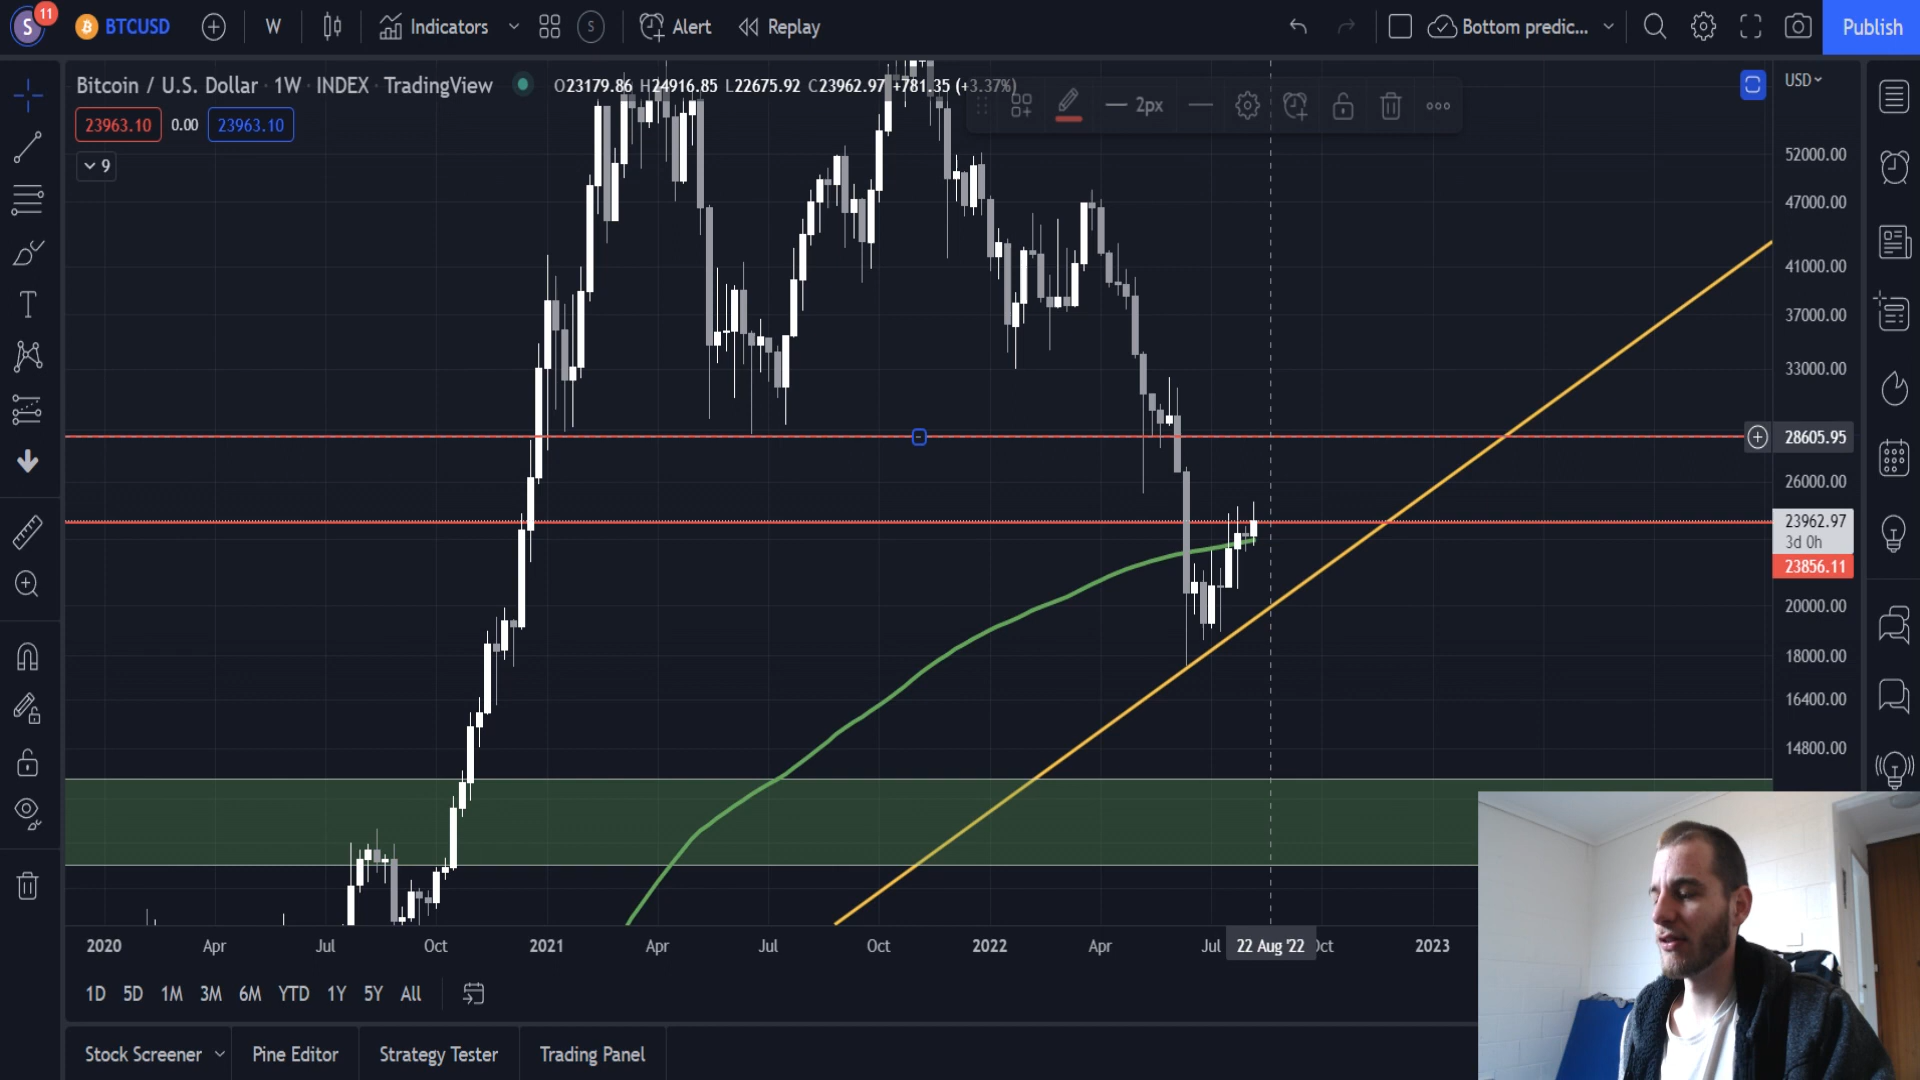 S 11 BTCUSD W Indicators S Alert Replay Bottom predic... Publish
Bitcoin / U.S. Dollar · 1W · INDEX · TradingView O23179.86 H24916.85 L22675.92 C23962.97 +781.35 (+3.37%) USD
2px
23963.10 0.00 23963.10
9
52000.00
47000.00
41000.00
37000.00
33000.00
28605.95
26000.00
23962.97
3d 0h
23856.11
20000.00
18000.00
16400.00
14800.00
2020 Apr Jul Oct 2021 Apr Jul Oct 2022 Apr Jul 22 Aug '22 2023
1D 5D 1M 3M 6M YTD 1Y 5Y All
Stock Screener Pine Editor Strategy Tester Trading Panel